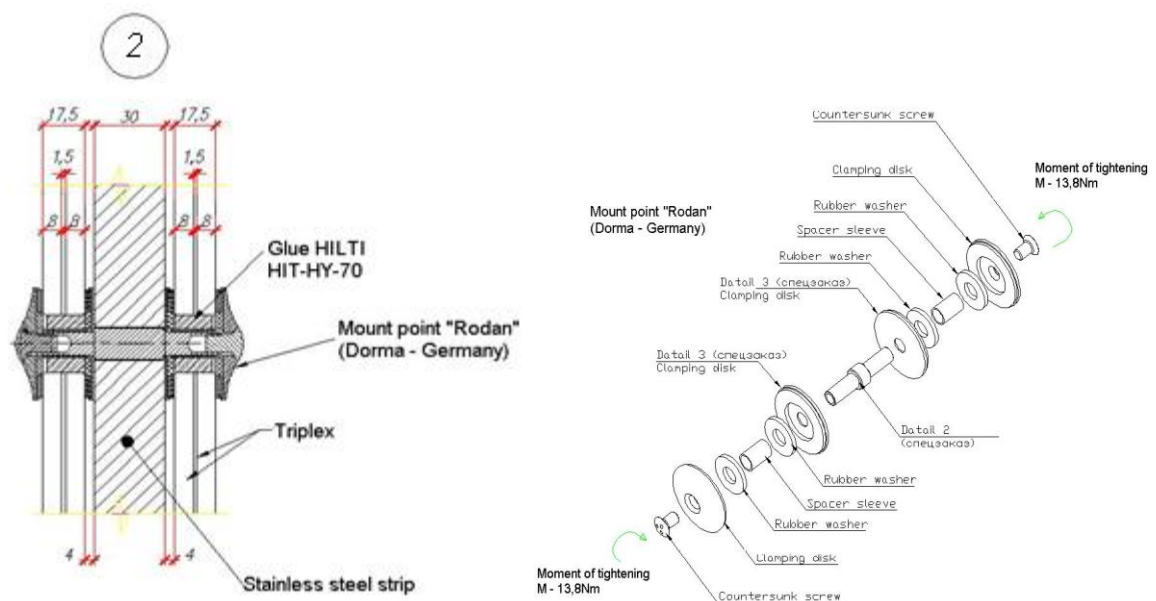 2
17,5
30
17,5
1,5
1,5
8
8
8
8
Glue HILTI
HIT-HY-70
Mount point "Rodan"
(Dorma - Germany)
Triplex
4
4
Stainless steel strip
Countersunk screw
Moment of tightening
M - 13,8Nm
Clamping disk
Rubber washer
Mount point "Rodan"
(Dorma - Germany)
Spacer sleeve
Rubber washer
Datail 3 (спецзаказ)
Clamping disk
Datail 3 (спецзаказ)
Clamping disk
Datail 2
(спецзаказ)
Rubber washer
Spacer sleeve
Rubber washer
Clamping disk
Moment of tightening
M - 13,8Nm
Countersunk screw